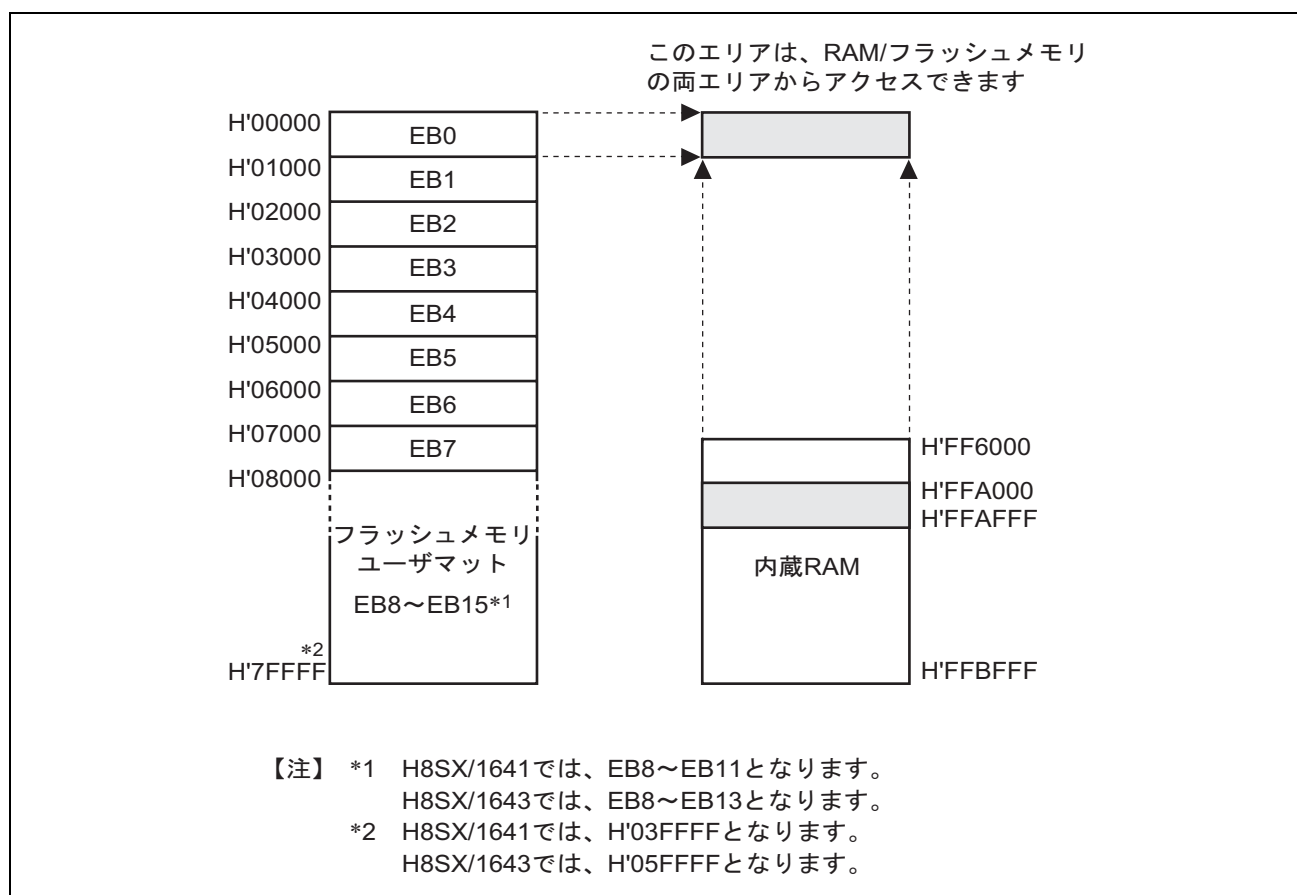 このエリアは、RAM/フラッシュメモリ
の両エリアからアクセスできます
H'00000
EB0
H'01000
EB1
H'02000
EB2
H'03000
EB3
H'04000
EB4
H'05000
EB5
H'06000
EB6
H'07000
EB7
H'08000
フラッシュメモリ
ユーザマット
EB8～EB15*1
*2
H'7FFFF
H'FF6000
H'FFA000
H'FFAFFF
内蔵RAM
H'FFBFFF
【注】 *1 H8SX/1641では、EB8～EB11となります。
H8SX/1643では、EB8～EB13となります。
*2 H8SX/1641では、H'03FFFFとなります。
H8SX/1643では、H'05FFFFとなります。